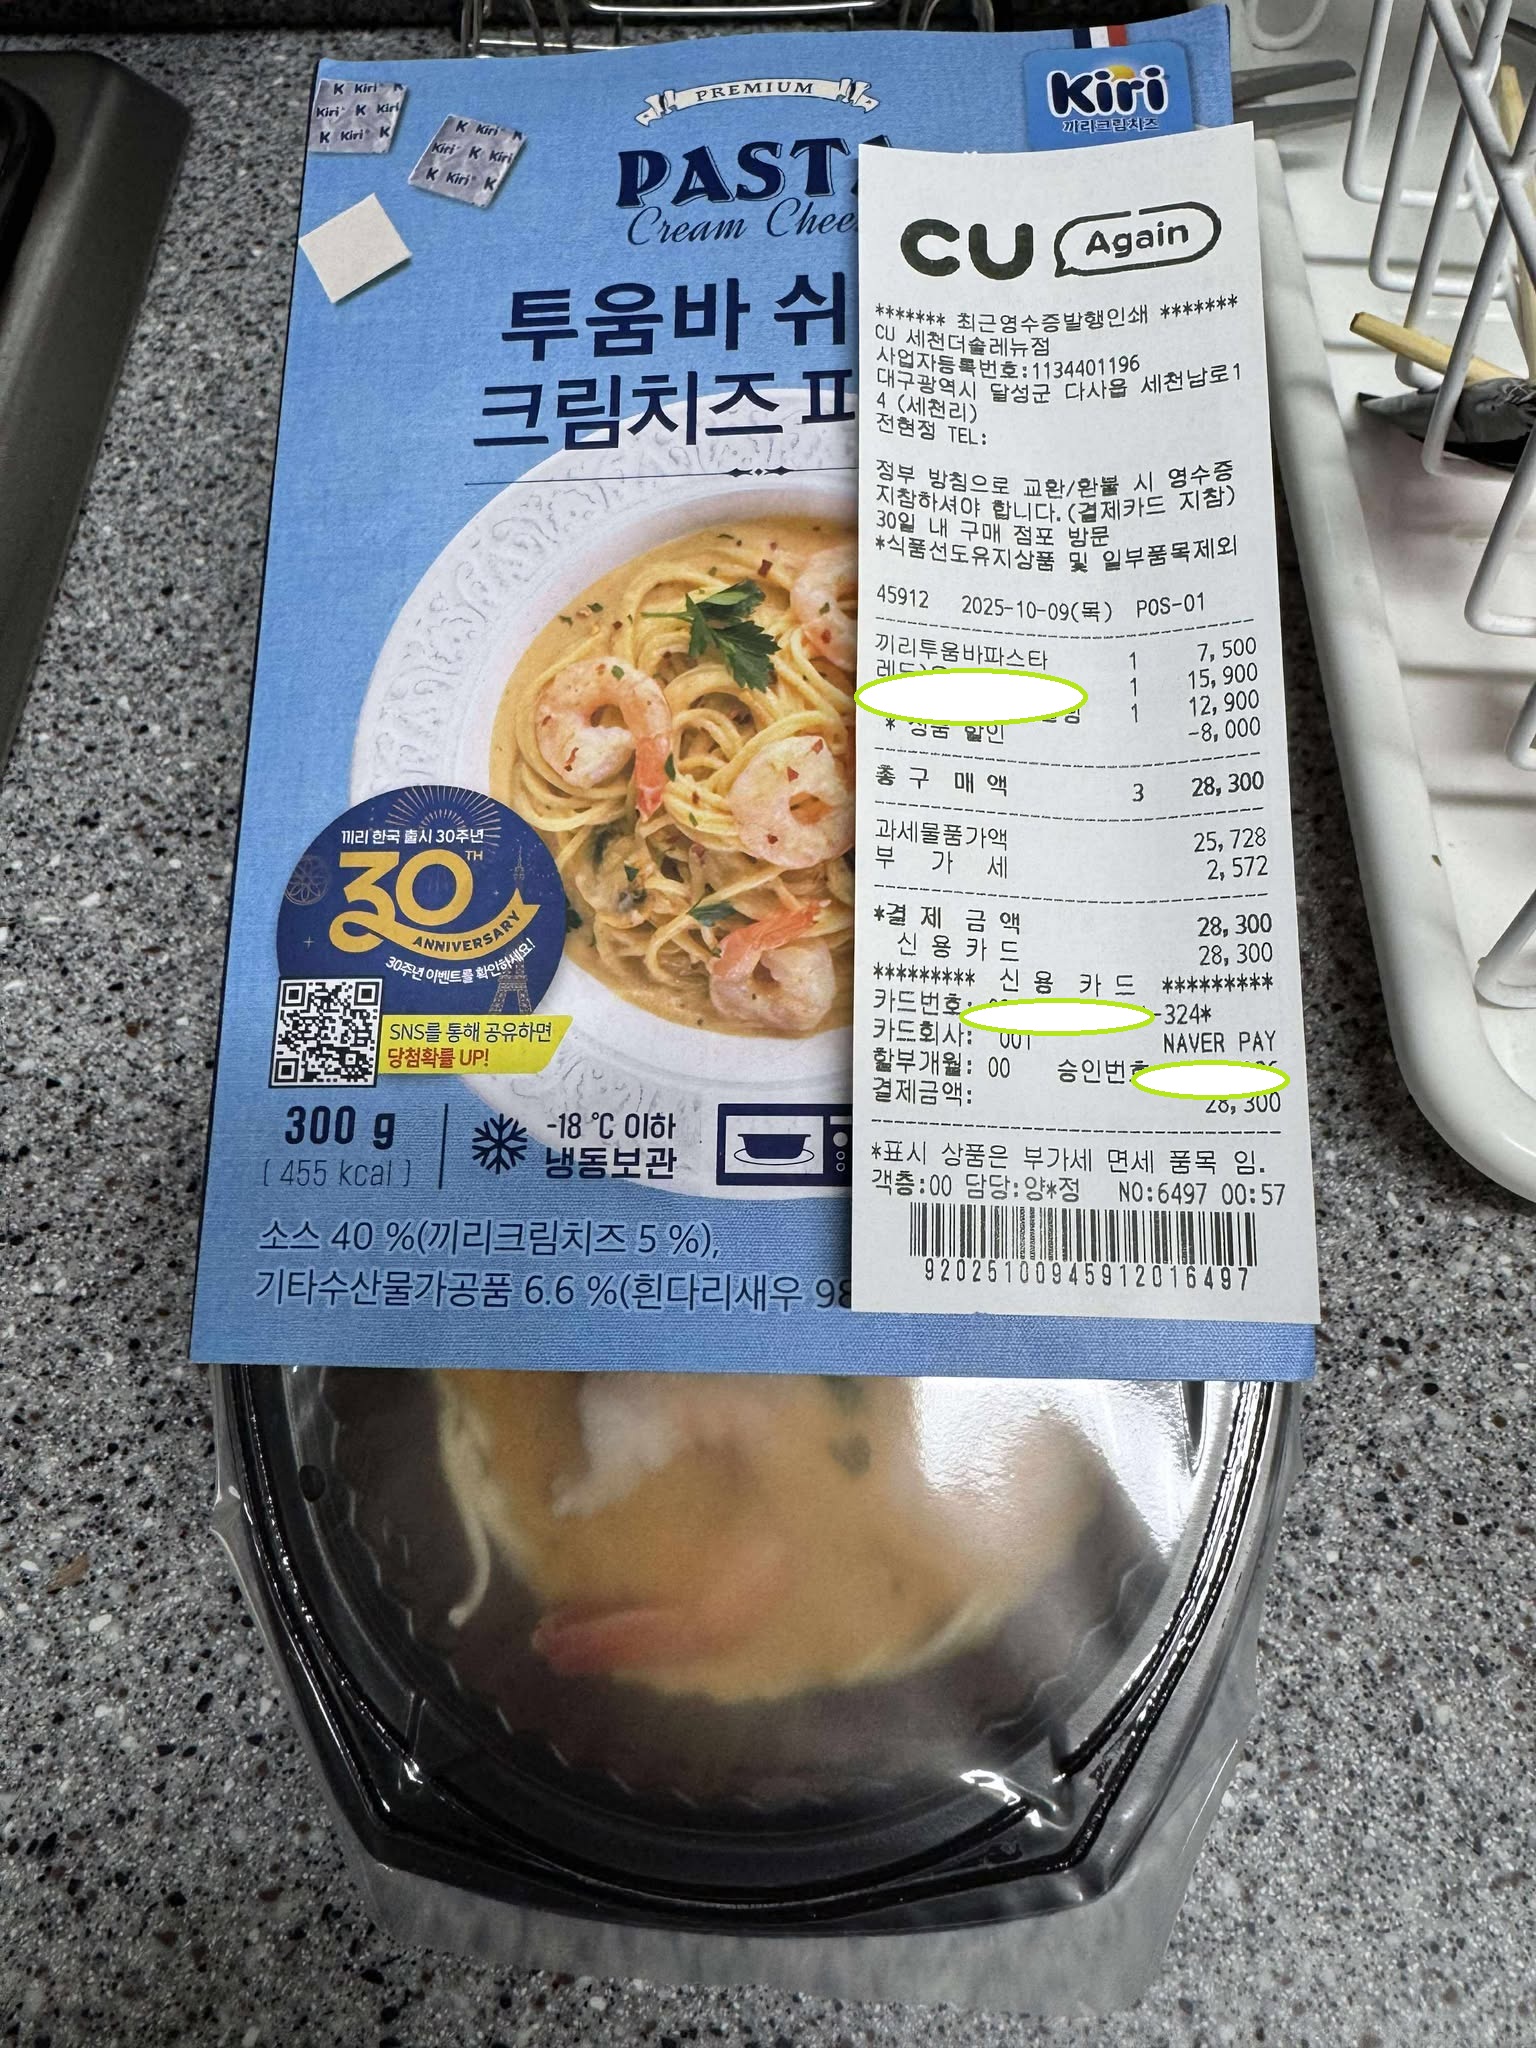 PREMIUM
PASTA
Cream Chee
투움바 쉬
크림치즈 파
Kiri
끼리크림치즈
K Kiri K
Kiri K Kiri
K Kiri K
K Kiri K
Kiri K Kiri
K Kiri K
끼리 한국 출시 30주년
30TH
ANNIVERSARY
30주년 이벤트를 확인하세요!
SNS를 통해 공유하면
당첨확률 UP!
300 g
( 455 kcal )
-18 ℃ 이하
냉동보관
소스 40 %(끼리크림치즈 5 %),
기타수산물가공품 6.6 %(흰다리새우 98
CU Again
******* 최근영수증발행인쇄 *******
CU 세천더솔레뉴점
사업자등록번호:1134401196
대구광역시 달성군 다사읍 세천남로1
4 (세천리)
전현정 TEL:
정부 방침으로 교환/환불 시 영수증
지참하셔야 합니다.(결제카드 지참)
30일 내 구매 점포 방문
*식품선도유지상품 및 일부품목제외
45912 2025-10-09(목) POS-01
끼리투움바파스타 1 7,500
1 15,900
1 12,900
* 상품 할인 -8,000
총 구 매 액 3 28,300
과세물품가액 25,728
부 가 세 2,572
*결 제 금 액 28,300
신 용 카 드 28,300
********* 신 용 카 드 *********
카드번호: -324*
카드회사: 001 NAVER PAY
할부개월: 00 승인번호
결제금액: 28,300
*표시 상품은 부가세 면세 품목 임.
객층:00 담당:양*정 NO:6497 00:57
92025100945912016497